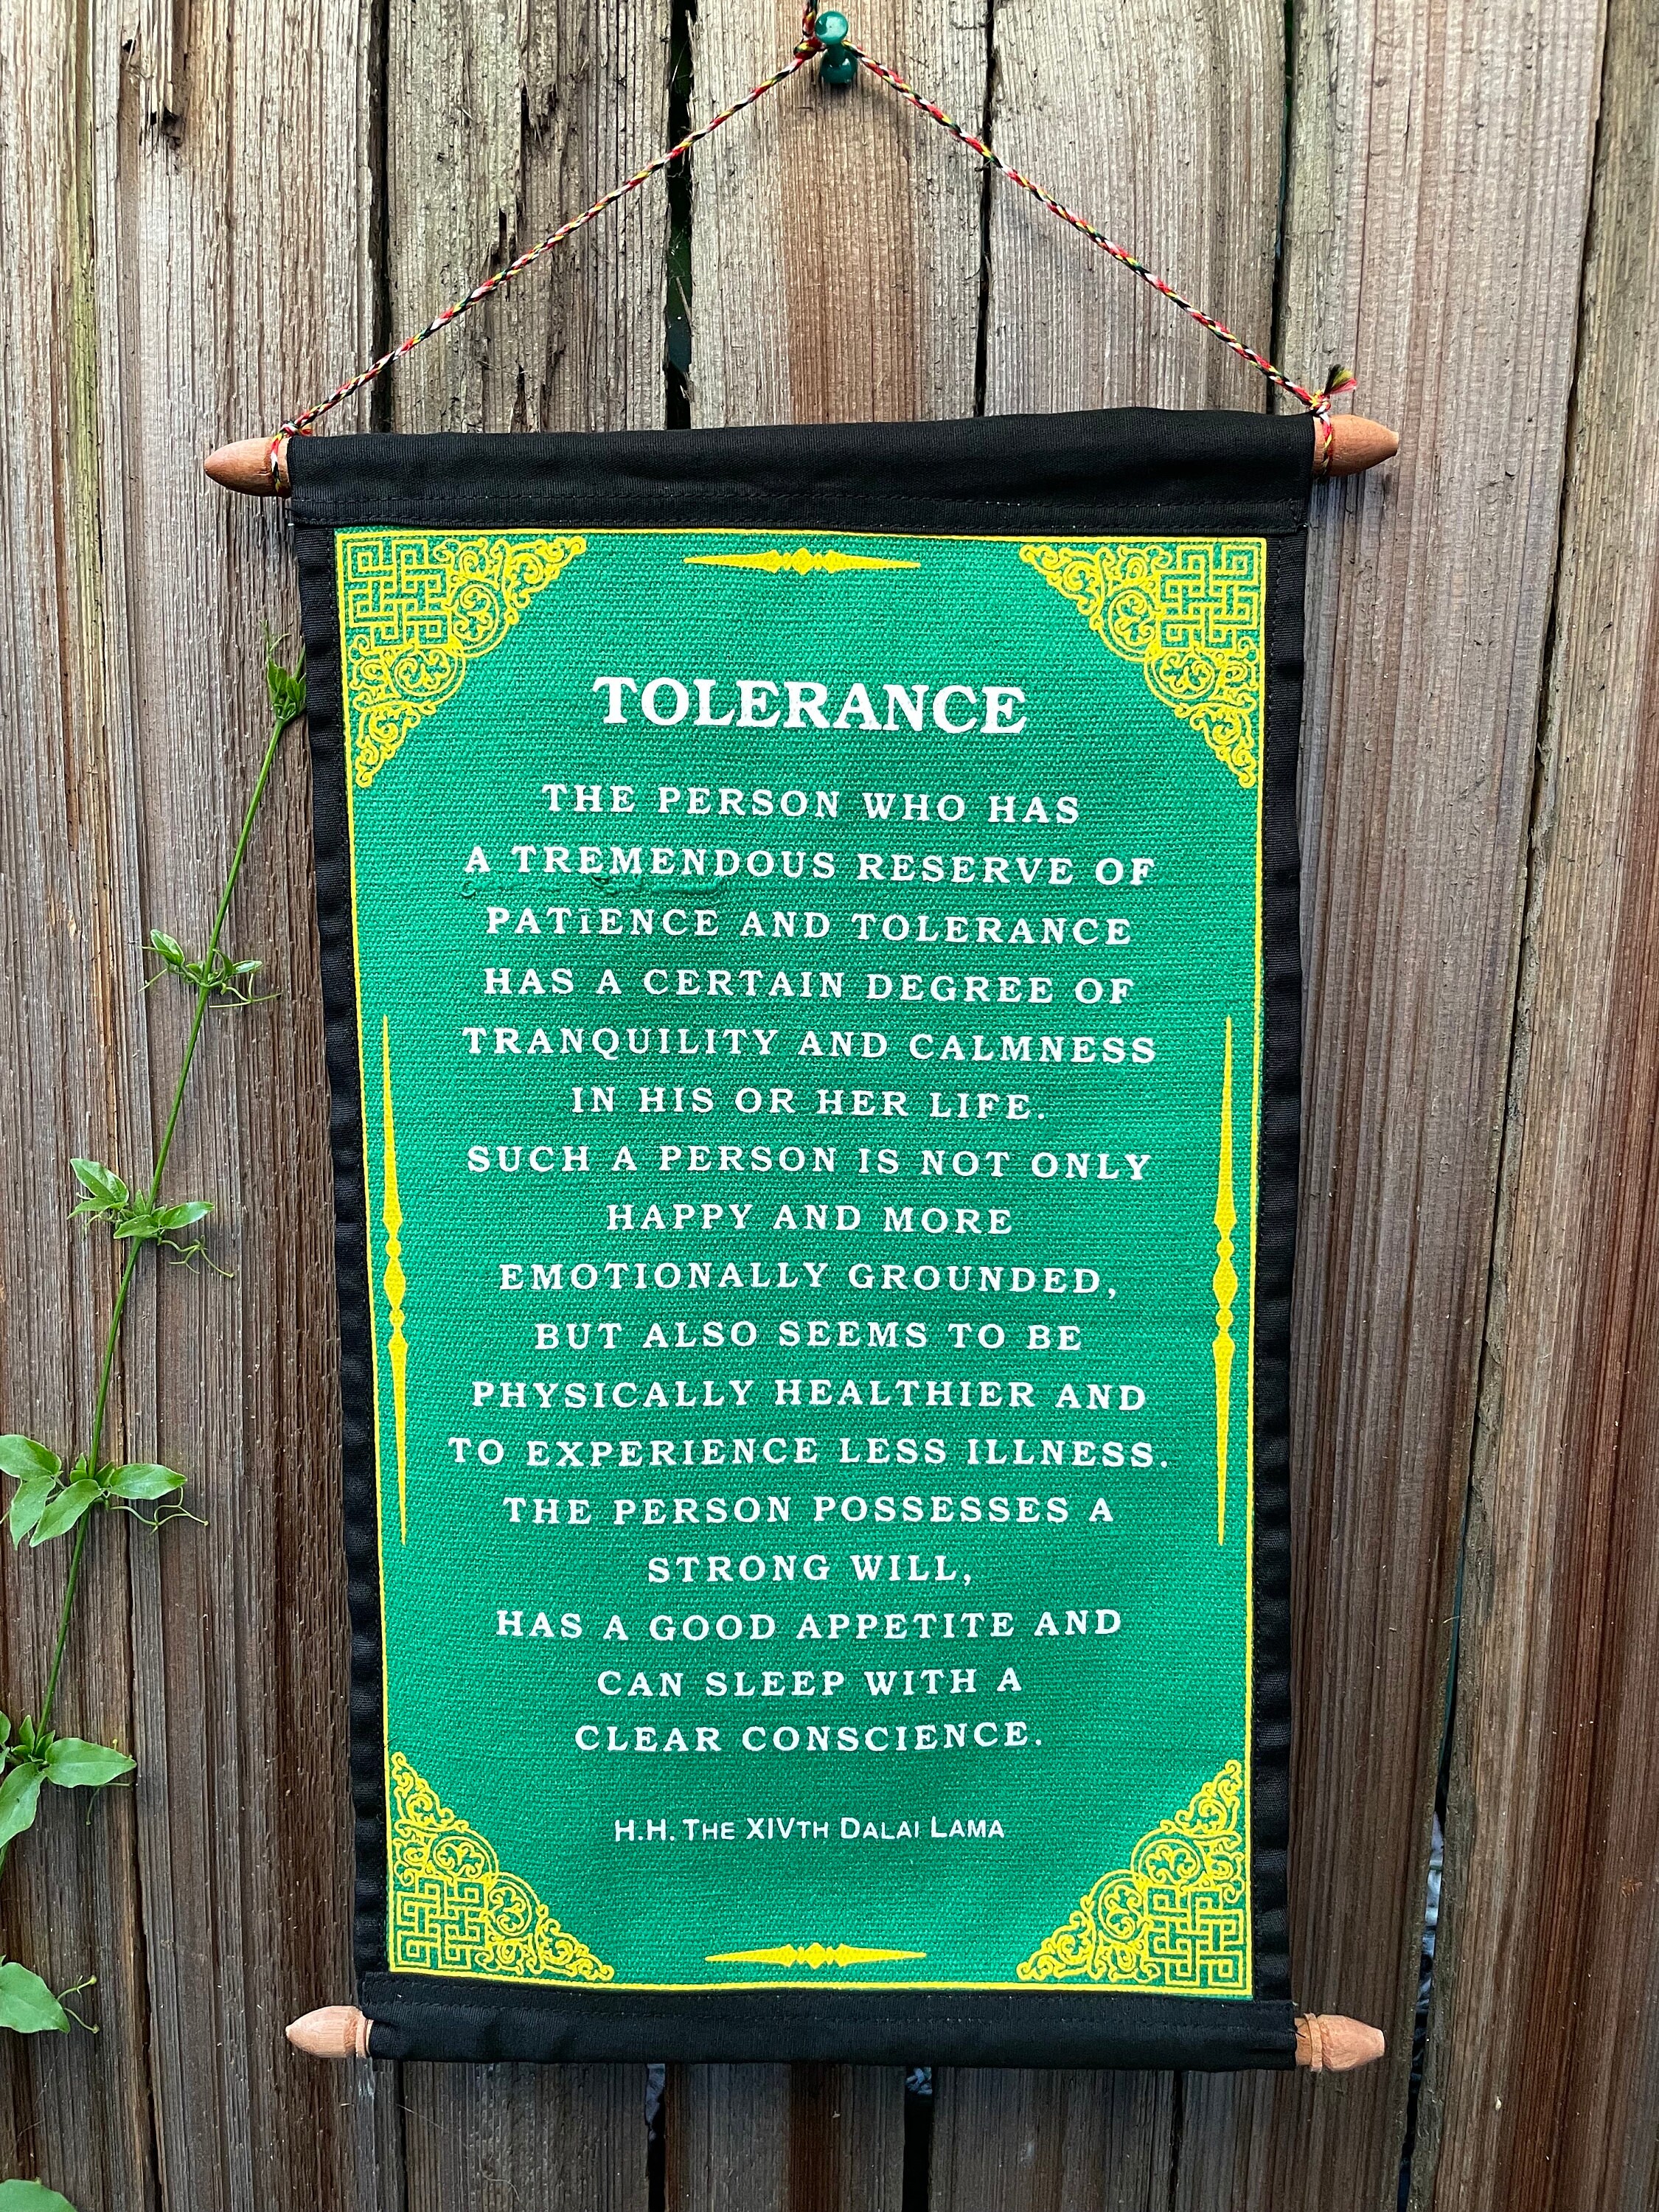 TOLERANCE
THE PERSON WHO HAS
A TREMENDOUS RESERVE OF
PATIENCE AND TOLERANCE
HAS A CERTAIN DEGREE OF
TRANQUILITY AND CALMNESS
IN HIS OR HER LIFE.
SUCH A PERSON IS NOT ONLY
HAPPY AND MORE
EMOTIONALLY GROUNDED,
BUT ALSO SEEMS TO BE
PHYSICALLY HEALTHIER AND
TO EXPERIENCE LESS ILLNESS.
THE PERSON POSSESSES A
STRONG WILL,
HAS A GOOD APPETITE AND
CAN SLEEP WITH A
CLEAR CONSCIENCE.
H.H. THE XIVTH DALAI LAMA